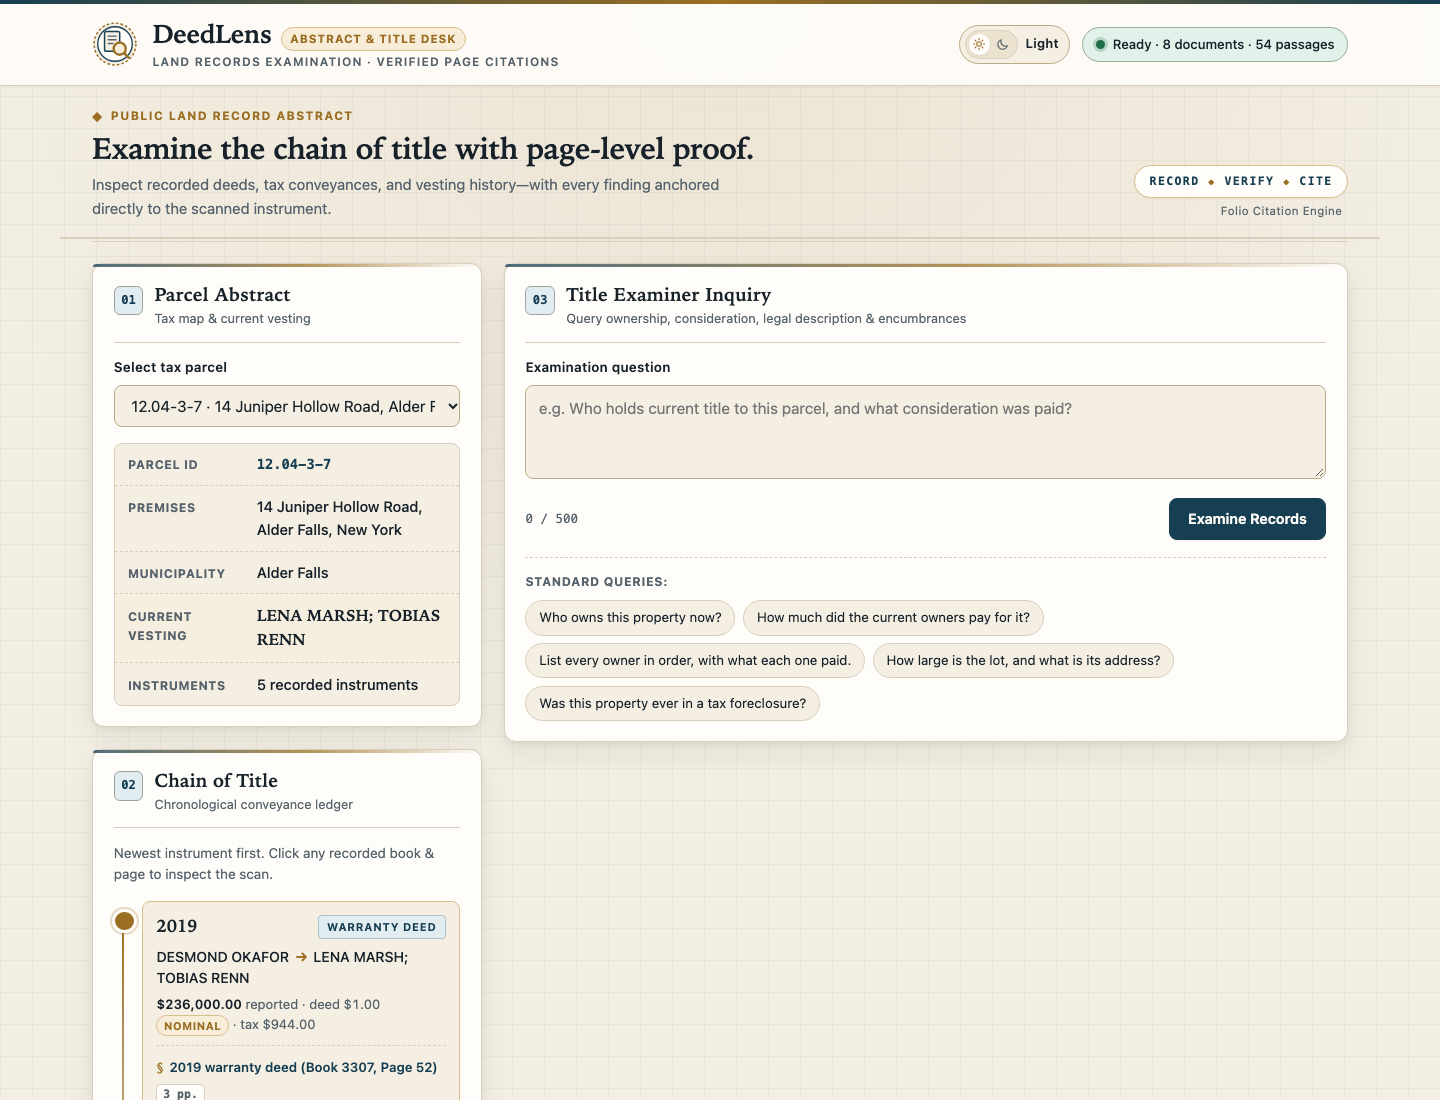 DeedLens ABSTRACT & TITLE DESK
LAND RECORDS EXAMINATION · VERIFIED PAGE CITATIONS
Light
Ready · 8 documents · 54 passages
◆ PUBLIC LAND RECORD ABSTRACT
Examine the chain of title with page-level proof.
Inspect recorded deeds, tax conveyances, and vesting history—with every finding anchored
directly to the scanned instrument.
RECORD ◆ VERIFY ◆ CITE
Folio Citation Engine
01 Parcel Abstract
Tax map & current vesting
Select tax parcel
12.04-3-7 · 14 Juniper Hollow Road, Alder F
PARCEL ID 12.04-3-7
PREMISES 14 Juniper Hollow Road,
Alder Falls, New York
MUNICIPALITY Alder Falls
CURRENT VESTING LENA MARSH; TOBIAS
RENN
INSTRUMENTS 5 recorded instruments
03 Title Examiner Inquiry
Query ownership, consideration, legal description & encumbrances
Examination question
e.g. Who holds current title to this parcel, and what consideration was paid?
0 / 500
Examine Records
STANDARD QUERIES:
Who owns this property now?
How much did the current owners pay for it?
List every owner in order, with what each one paid.
How large is the lot, and what is its address?
Was this property ever in a tax foreclosure?
02 Chain of Title
Chronological conveyance ledger
Newest instrument first. Click any recorded book &
page to inspect the scan.
2019 WARRANTY DEED
DESMOND OKAFOR → LENA MARSH;
TOBIAS RENN
$236,000.00 reported · deed $1.00
NOMINAL · tax $944.00
§ 2019 warranty deed (Book 3307, Page 52)
3 pp.